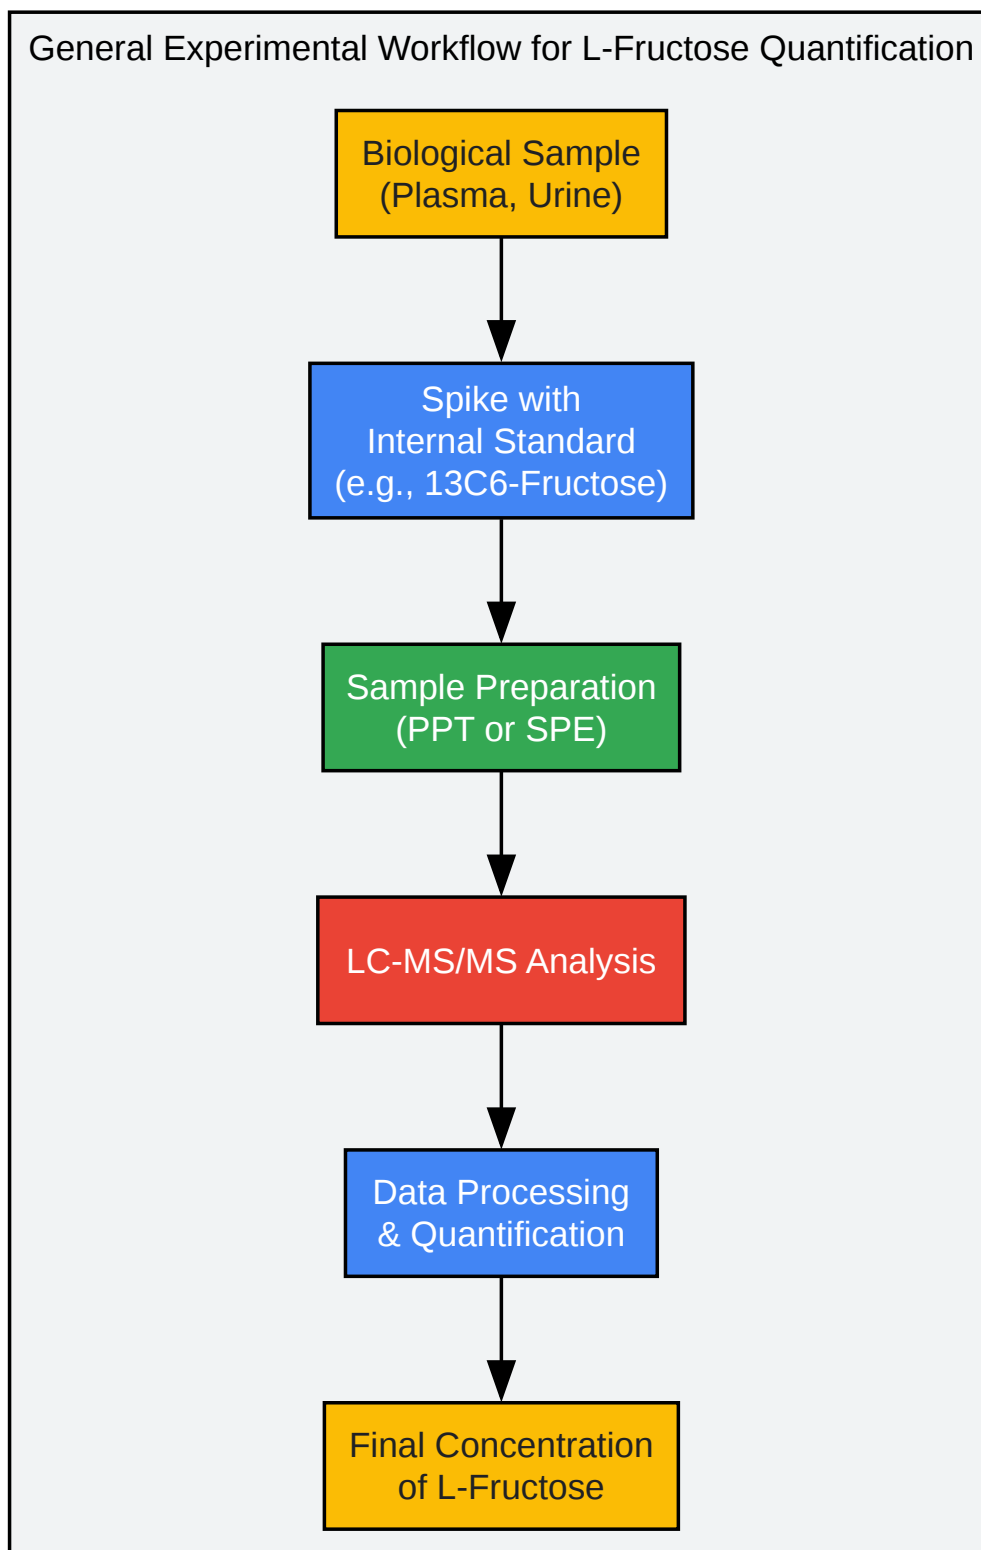 General Experimental Workflow for L-Fructose Quantification
Biological Sample
(Plasma, Urine)
Spike with
Internal Standard
(e.g., 13C6-Fructose)
Sample Preparation
(PPT or SPE)
LC-MS/MS Analysis
Data Processing
& Quantification
Final Concentration
of L-Fructose